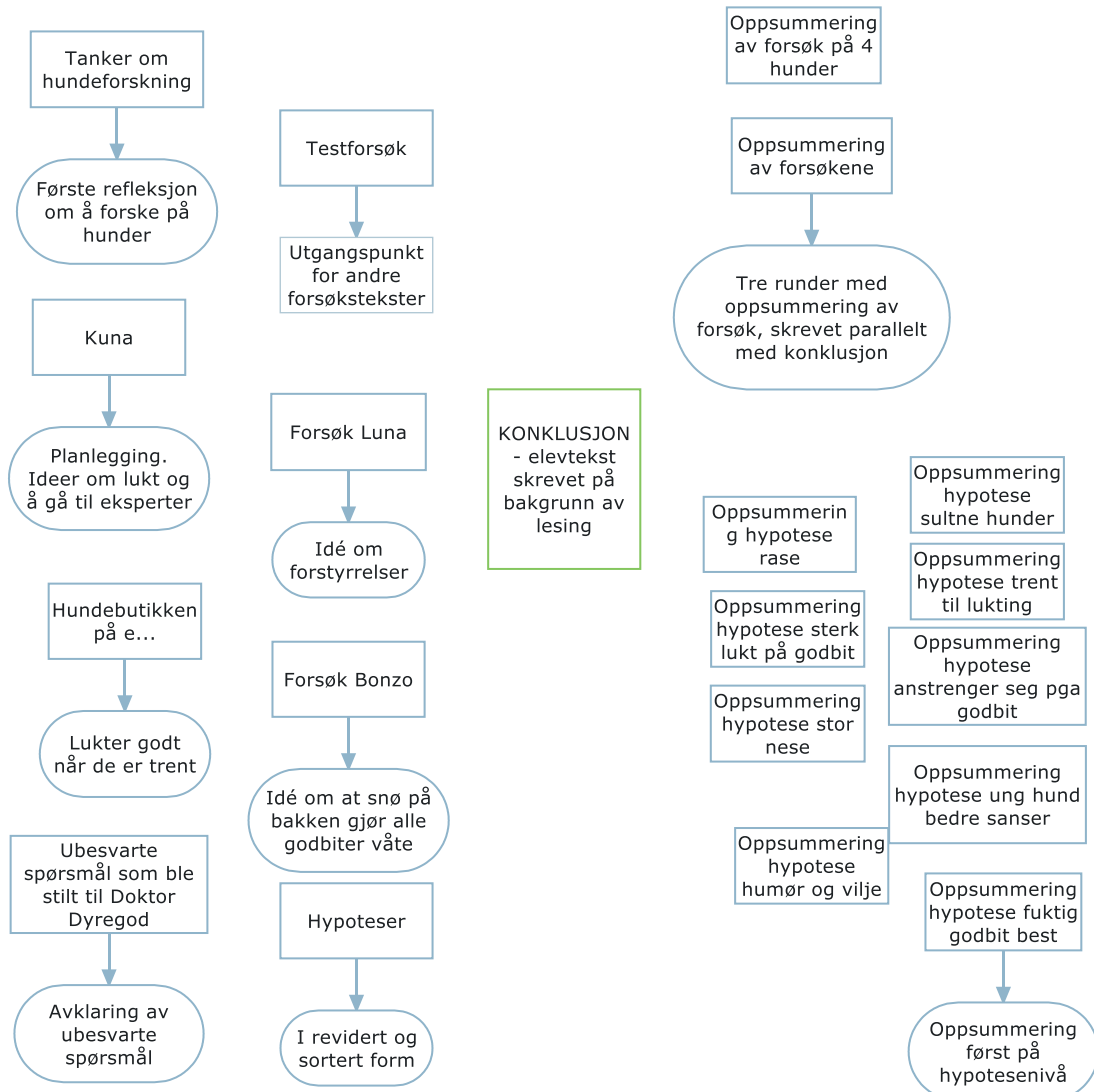 Tanker om
hundeforskning
Første refleksjon
om å forske på
hunder
Kuna
Planlegging.
Ideer om lukt og
å gå til eksperter
Hundebutikken
på e...
Lukter godt
når de er trent
Ubesvarte
spørsmål som ble
stilt til Doktor
Dyregod
Avklaring av
ubesvarte
spørsmål
Testforsøk
Utgangspunkt
for andre
forsøkstekster
Forsøk Luna
Idé om
forstyrrelser
Forsøk Bonzo
Idé om at snø på
bakken gjør alle
godbiter våte
Hypoteser
I revidert og
sortert form
KONKLUSJON
- elevtekst
skrevet på
bakgrunn av
lesing
Oppsummering
av forsøk på 4
hunder
Oppsummering
av forsøkene
Tre runder med
oppsummering av
forsøk, skrevet parallelt
med konklusjon
Oppsummerin
g hypotese
rase
Oppsummering
hypotese sterk
lukt på godbit
Oppsummering
hypotese stor
nese
Oppsummering
hypotese
humør og vilje
Oppsummering
hypotese
sultne hunder
Oppsummering
hypotese trent
til lukting
Oppsummering
hypotese
anstrenger seg pga
godbit
Oppsummering
hypotese ung hund
bedre sanser
Oppsummering
hypotese fuktig
godbit best
Oppsummering
først på
hypotesenivå